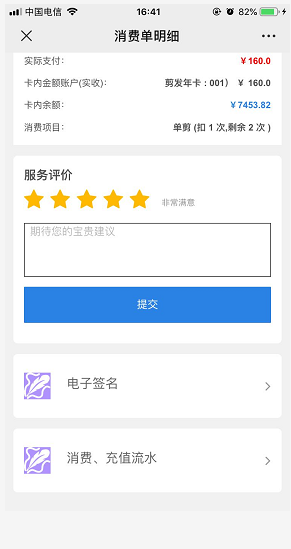 中国电信 16:41 82%
消费单明细
实际支付: ￥160.0
卡内金额账户(实收): 剪发年卡 : 001） ￥ 160.0
卡内余额: ￥7453.82
消费项目: 单剪 (扣 1 次,剩余 2 次 )
服务评价
非常满意
期待您的宝贵建议
提交
电子签名
消费、充值流水